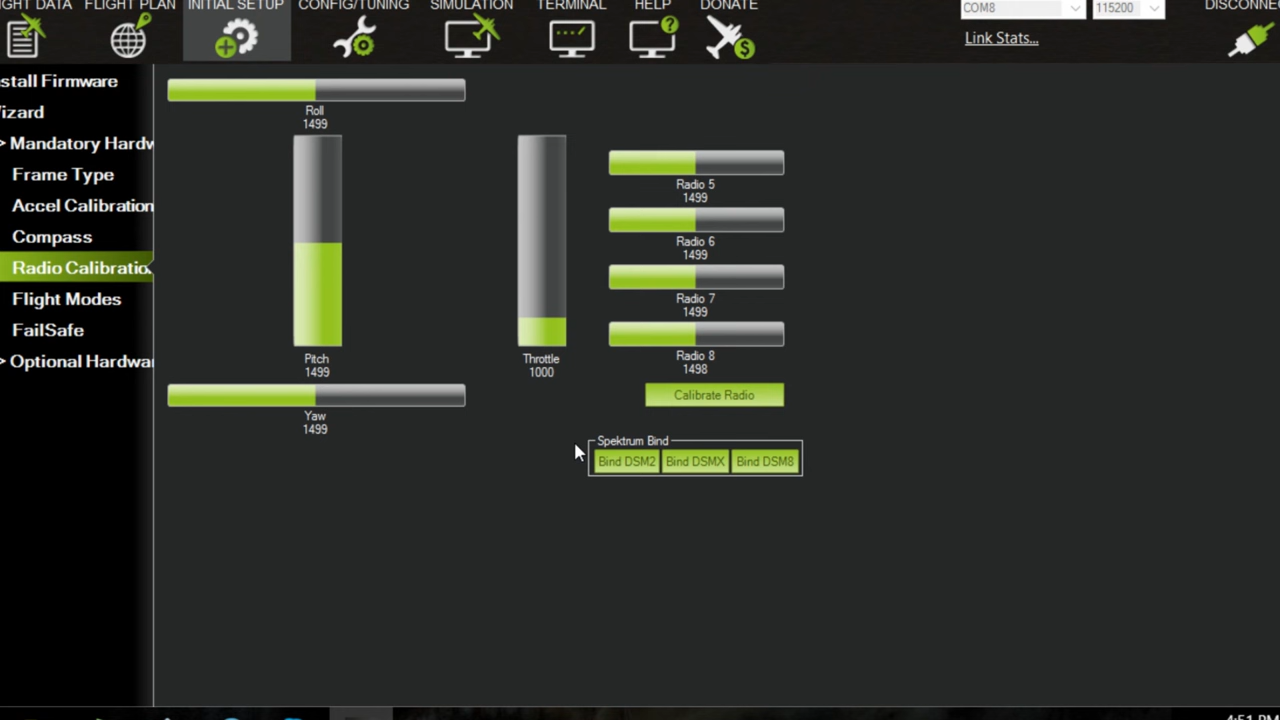 GHT DATA FLIGHT PLAN INITIAL SETUP CONFIG/TUNING SIMULATION TERMINAL HELP DONATE COM8 115200 DISCONNE
Link Stats...
stall Firmware
izard
> Mandatory Hardw
Frame Type
Accel Calibration
Compass
Radio Calibratio
Flight Modes
FailSafe
> Optional Hardwa
Roll
1499
Pitch
1499
Throttle
1000
Yaw
1499
Radio 5
1499
Radio 6
1499
Radio 7
1499
Radio 8
1498
Calibrate Radio
Spektrum Bind
Bind DSM2 Bind DSMX Bind DSM8
4:51 PM